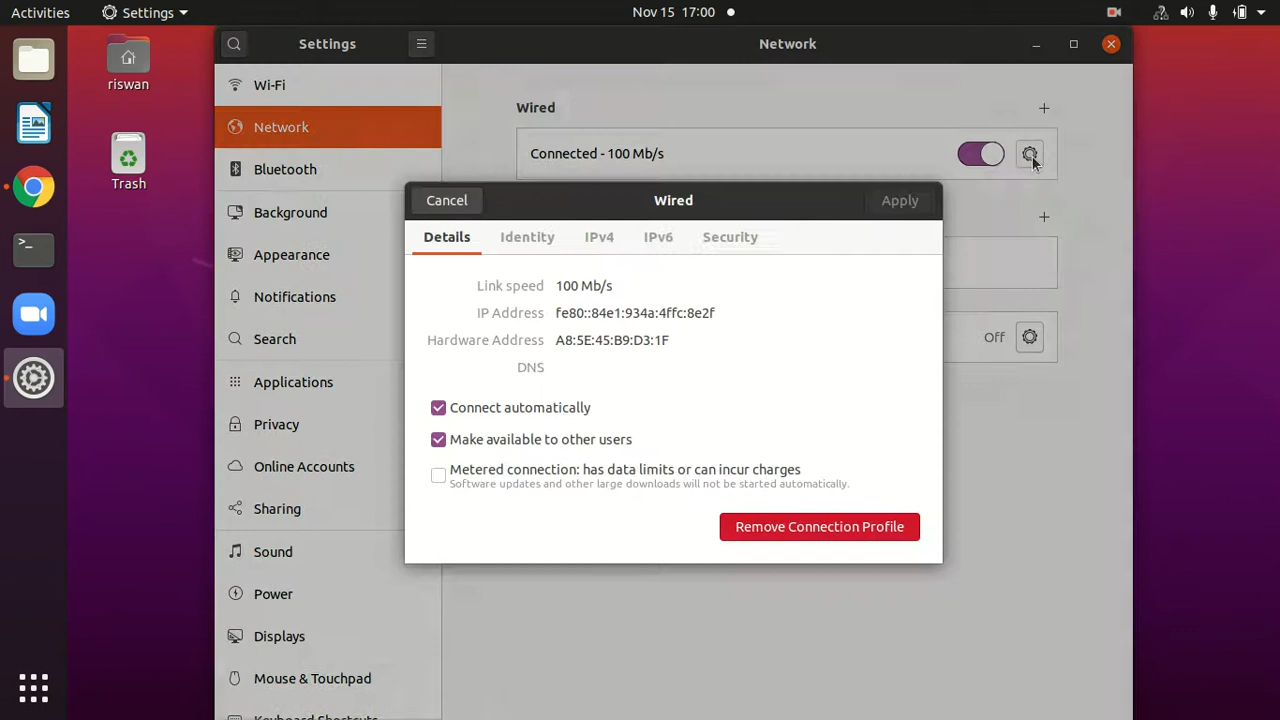 Activities
Settings
Nov 15 17:00
riswan
Trash
Settings
Network
Wi-Fi
Network
Bluetooth
Background
Appearance
Notifications
Search
Applications
Privacy
Online Accounts
Sharing
Sound
Power
Displays
Mouse & Touchpad
Keyboard Shortcuts
Wired
Connected - 100 Mb/s
Off
Cancel
Wired
Apply
Details
Identity
IPv4
IPv6
Security
Link speed 100 Mb/s
IP Address fe80::84e1:934a:4ffc:8e2f
Hardware Address A8:5E:45:B9:D3:1F
DNS
Connect automatically
Make available to other users
Metered connection: has data limits or can incur charges
Software updates and other large downloads will not be started automatically.
Remove Connection Profile